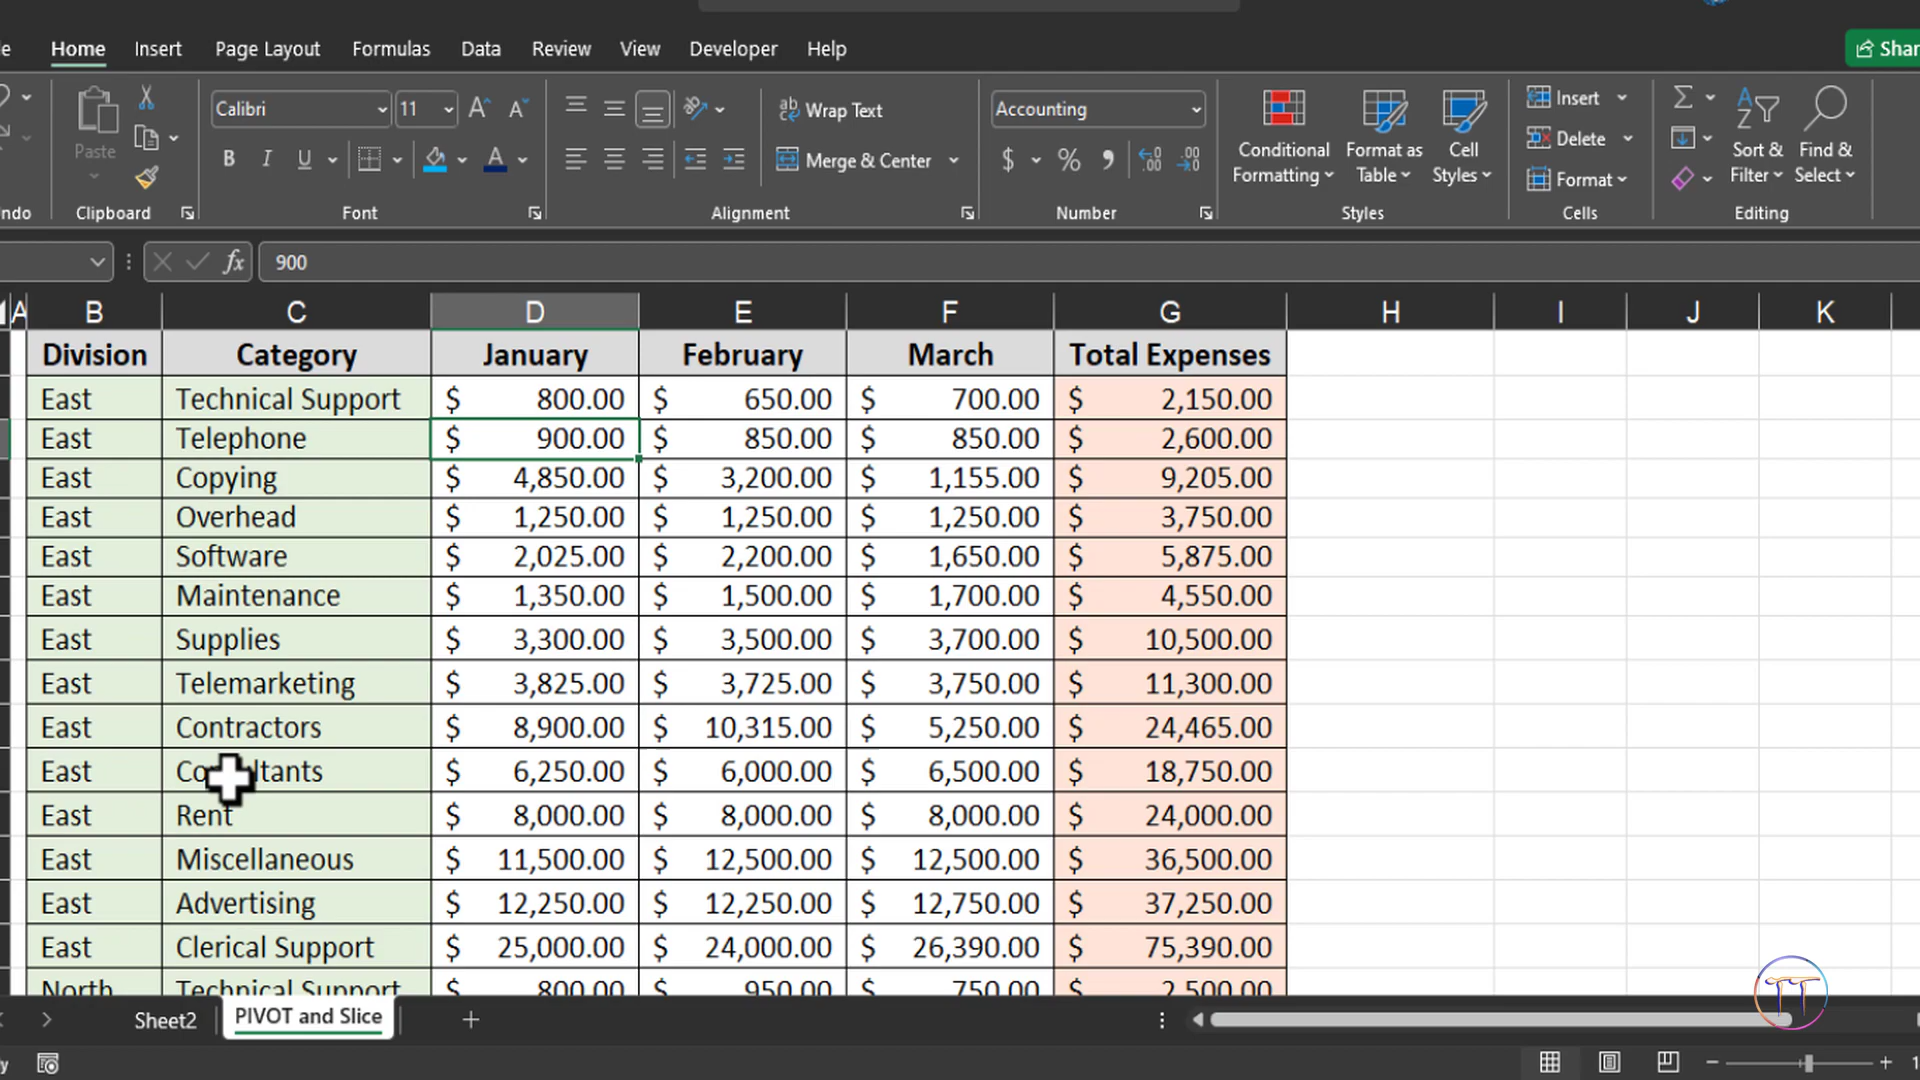 Home Insert Page Layout Formulas Data Review View Developer Help
Calibri 11 Wrap Text Accounting Insert
Paste B I U Merge & Center $ % Conditional Formatting Format as Table Cell Styles Delete Sort & Filter Find & Select
Format
Clipboard Font Alignment Number Styles Cells Editing
fx 900
A B C D E F G H I J K
Division Category January February March Total Expenses
East Technical Support $ 800.00 $ 650.00 $ 700.00 $ 2,150.00
East Telephone $ 900.00 $ 850.00 $ 850.00 $ 2,600.00
East Copying $ 4,850.00 $ 3,200.00 $ 1,155.00 $ 9,205.00
East Overhead $ 1,250.00 $ 1,250.00 $ 1,250.00 $ 3,750.00
East Software $ 2,025.00 $ 2,200.00 $ 1,650.00 $ 5,875.00
East Maintenance $ 1,350.00 $ 1,500.00 $ 1,700.00 $ 4,550.00
East Supplies $ 3,300.00 $ 3,500.00 $ 3,700.00 $ 10,500.00
East Telemarketing $ 3,825.00 $ 3,725.00 $ 3,750.00 $ 11,300.00
East Contractors $ 8,900.00 $ 10,315.00 $ 5,250.00 $ 24,465.00
East Consultants $ 6,250.00 $ 6,000.00 $ 6,500.00 $ 18,750.00
East Rent $ 8,000.00 $ 8,000.00 $ 8,000.00 $ 24,000.00
East Miscellaneous $ 11,500.00 $ 12,500.00 $ 12,500.00 $ 36,500.00
East Advertising $ 12,250.00 $ 12,250.00 $ 12,750.00 $ 37,250.00
East Clerical Support $ 25,000.00 $ 24,000.00 $ 26,390.00 $ 75,390.00
North Technical Support $ 800.00 $ 950.00 $ 750.00 $ 2,500.00
Sheet2 PIVOT and Slice